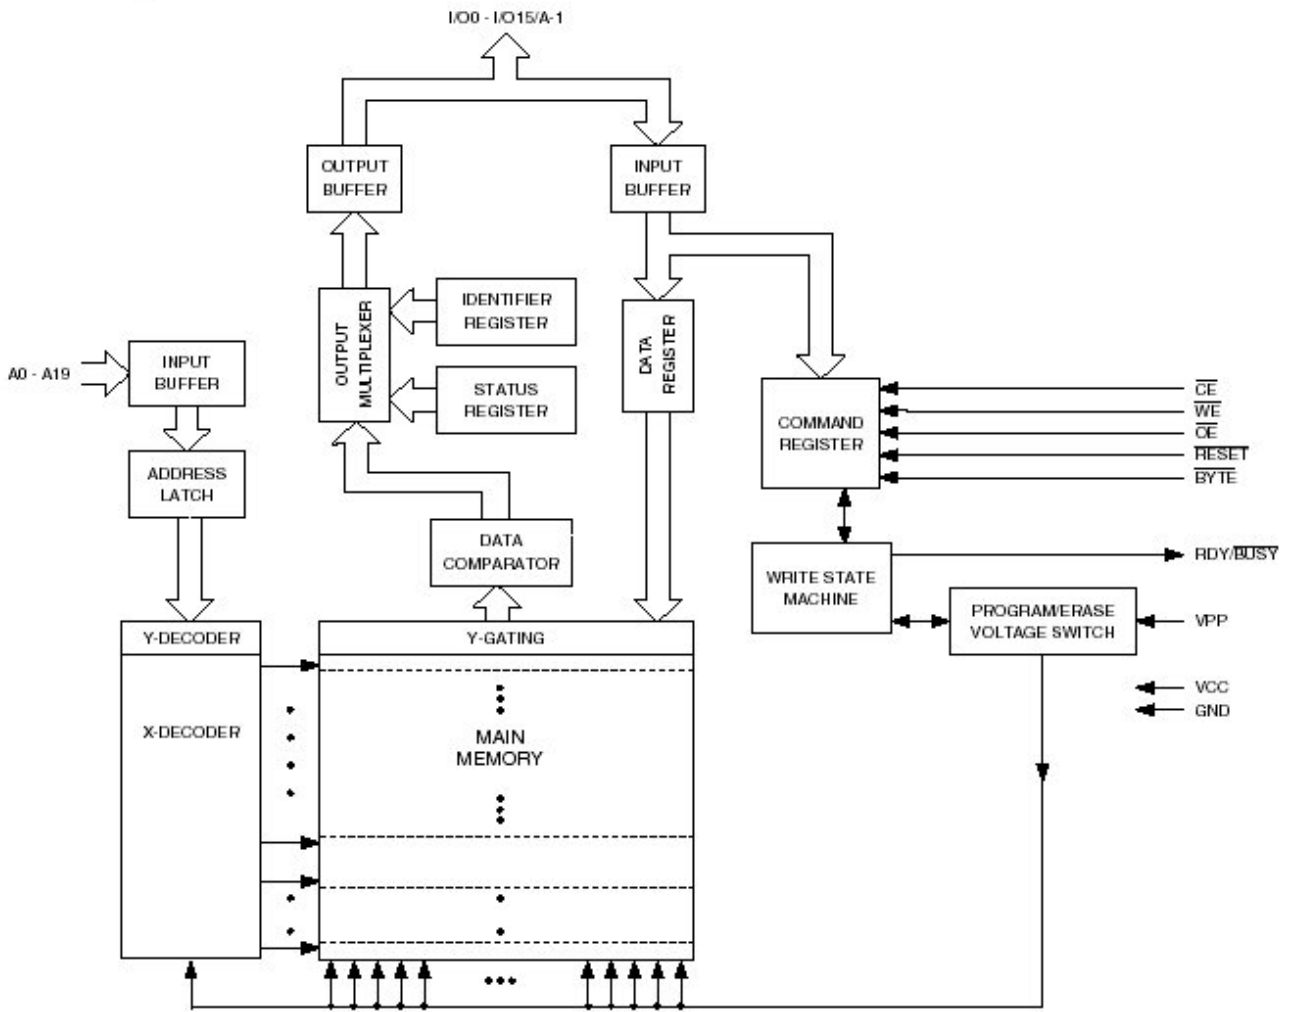 I/O0 - I/O15/A-1
OUTPUT
BUFFER
INPUT
BUFFER
IDENTIFIER
REGISTER
OUTPUT
MULTIPLEXER
DATA
REGISTER
A0 - A19
INPUT
BUFFER
STATUS
REGISTER
COMMAND
REGISTER
CE
WE
OE
RESET
BYTE
ADDRESS
LATCH
DATA
COMPARATOR
WRITE STATE
MACHINE
RDY/BUSY
PROGRAM/ERASE
VOLTAGE SWITCH
VPP
Y-DECODER
Y-GATING
VCC
GND
X-DECODER
MAIN
MEMORY